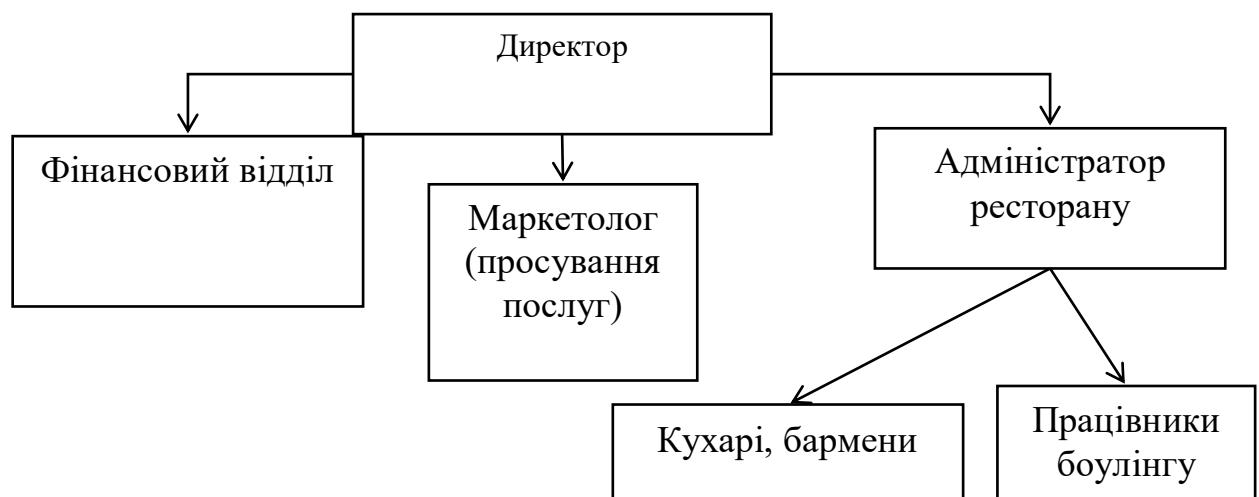 Директор
Фінансовий відділ
Маркетолог
(просування
послуг)
Адміністратор
ресторану
Кухарі, бармени
Працівники
боулінгу